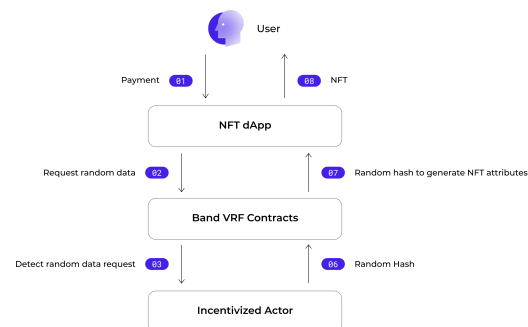 User
Payment 01
08 NFT
NFT dApp
Request random data 02
07 Random hash to generate NFT attributes
Band VRF Contracts
Detect random data request 03
06 Random Hash
Incentivized Actor